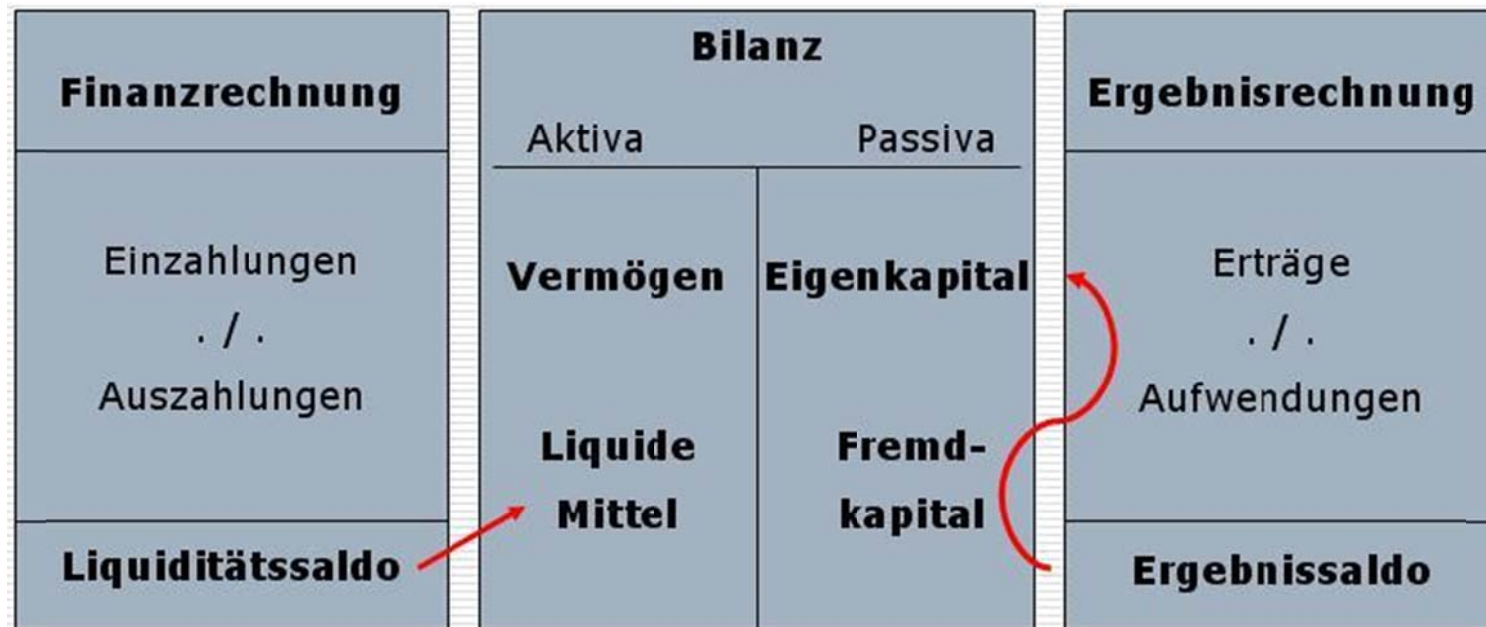 Finanzrechnung
Einzahlungen
. / .
Auszahlungen
Liquiditätssaldo
Bilanz
Aktiva Passiva
Vermögen Eigenkapital
Liquide Fremd-
Mittel kapital
Ergebnisrechnung
Erträge
. / .
Aufwendungen
Ergebnissaldo